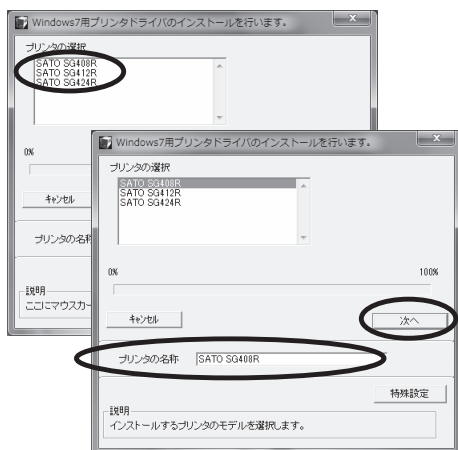 Windows7用プリンタドライバのインストールを行います。
プリンタの選択
SATO SG408R
SATO SG412R
SATO SG424R
0%
キャンセル
プリンタの名称
説明
ここにマウスカー
Windows7用プリンタドライバのインストールを行います。
プリンタの選択
SATO SG408R
SATO SG412R
SATO SG424R
0%
100%
キャンセル
次へ
プリンタの名称 SATO SG408R
特殊設定
説明
インストールするプリンタのモデルを選択します。